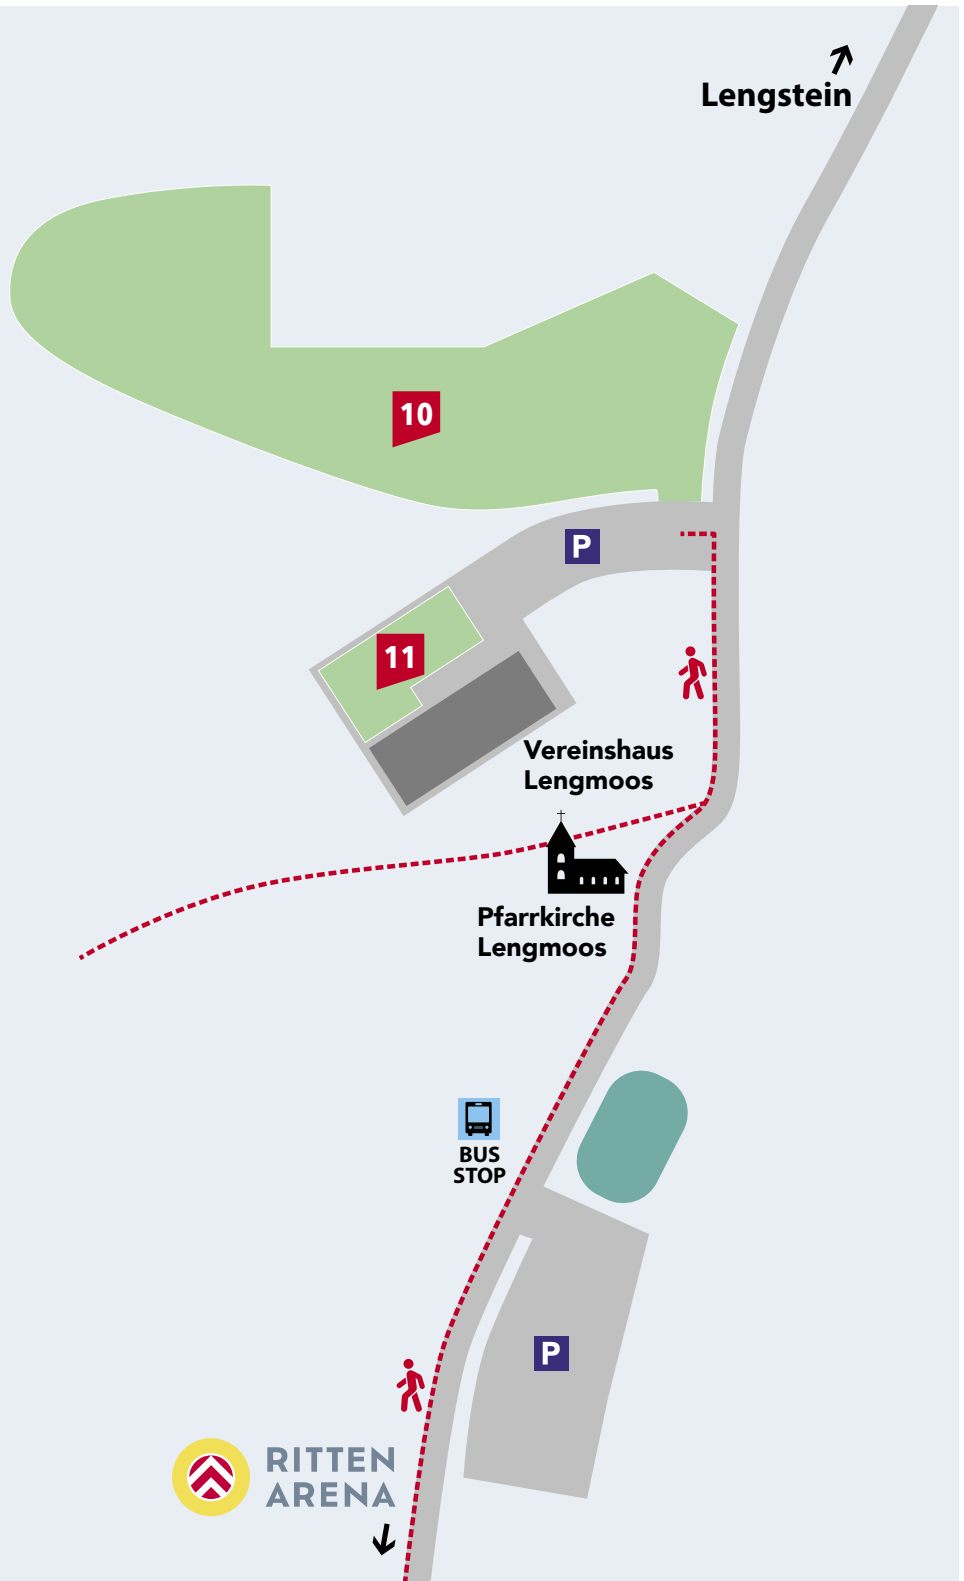 Lengstein
10
P
11
Vereinshaus
Lengmoos
Pfarrkirche
Lengmoos
BUS
STOP
P
RITTEN
ARENA